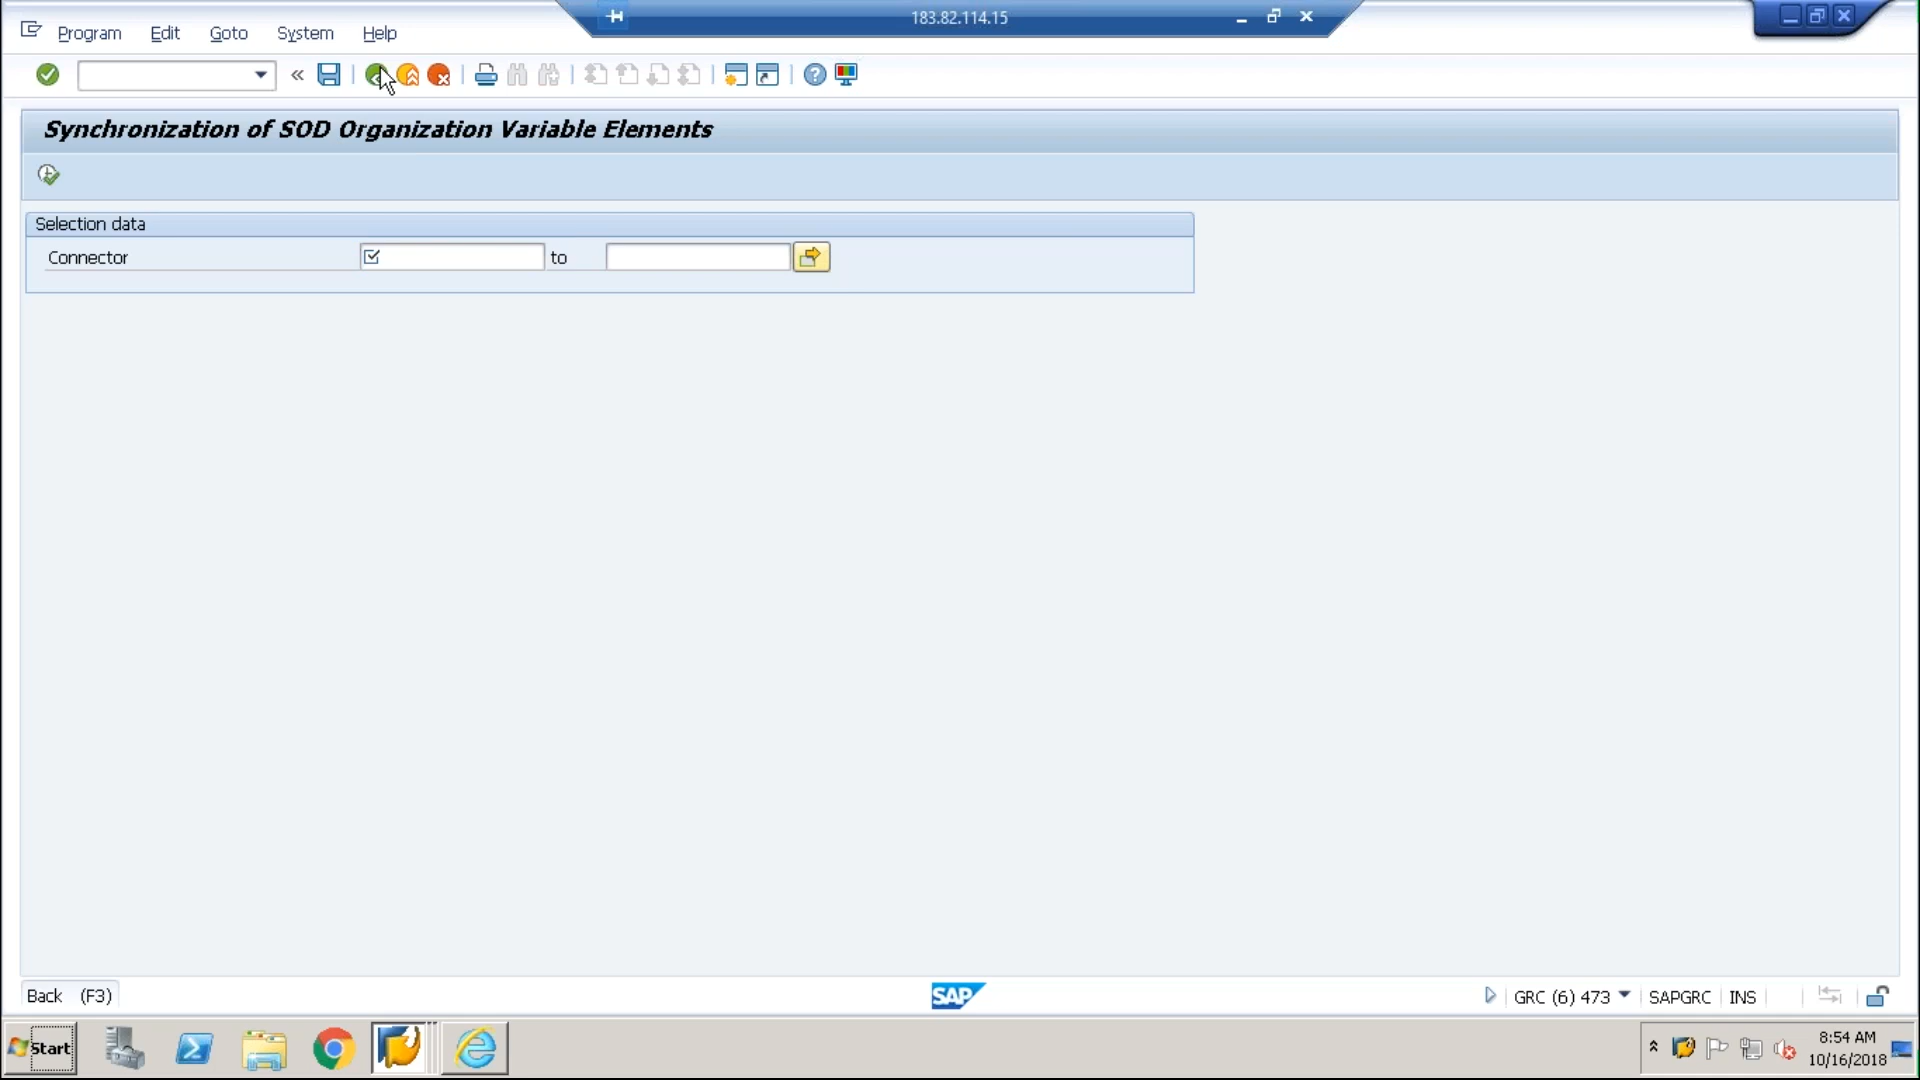 183.82.114.15
Program Edit Goto System Help
Synchronization of SOD Organization Variable Elements
Selection data
Connector to
Back (F3)
SAP
GRC (6) 473 SAPGRC INS
Start
8:54 AM
10/16/2018